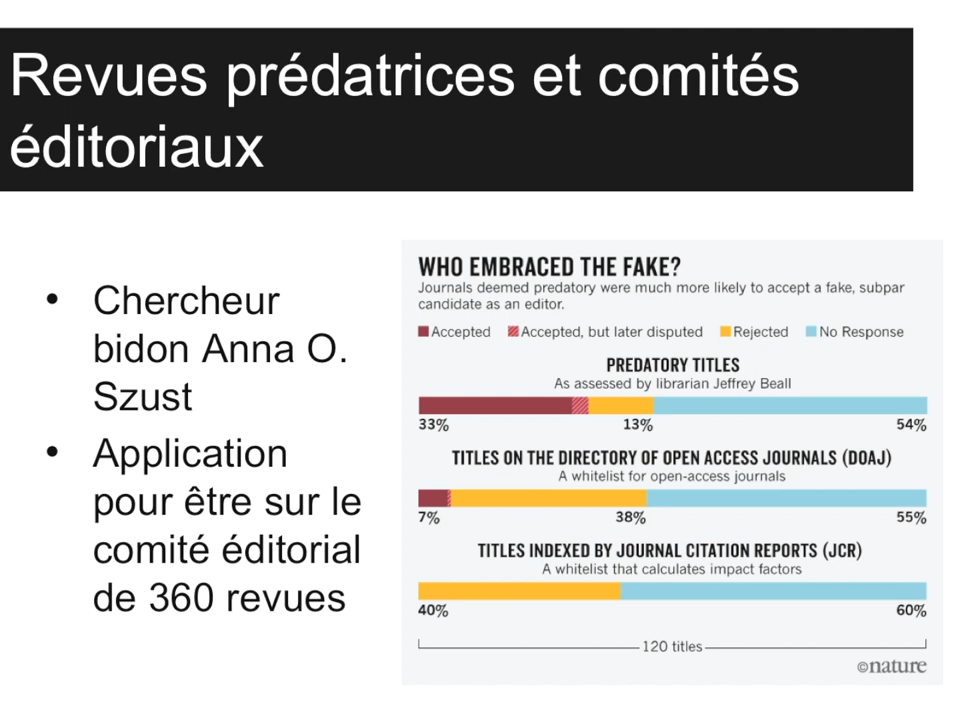 Revues prédatrices et comités
éditoriaux
• Chercheur
bidon Anna O.
Szust
• Application
pour être sur le
comité éditorial
de 360 revues
WHO EMBRACED THE FAKE?
Journals deemed predatory were much more likely to accept a fake, subpar
candidate as an editor.
Accepted Accepted, but later disputed Rejected No Response
PREDATORY TITLES
As assessed by librarian Jeffrey Beall
33% 13% 54%
TITLES ON THE DIRECTORY OF OPEN ACCESS JOURNALS (DOAJ)
A whitelist for open-access journals
7% 38% 55%
TITLES INDEXED BY JOURNAL CITATION REPORTS (JCR)
A whitelist that calculates impact factors
40% 60%
120 titles
©nature